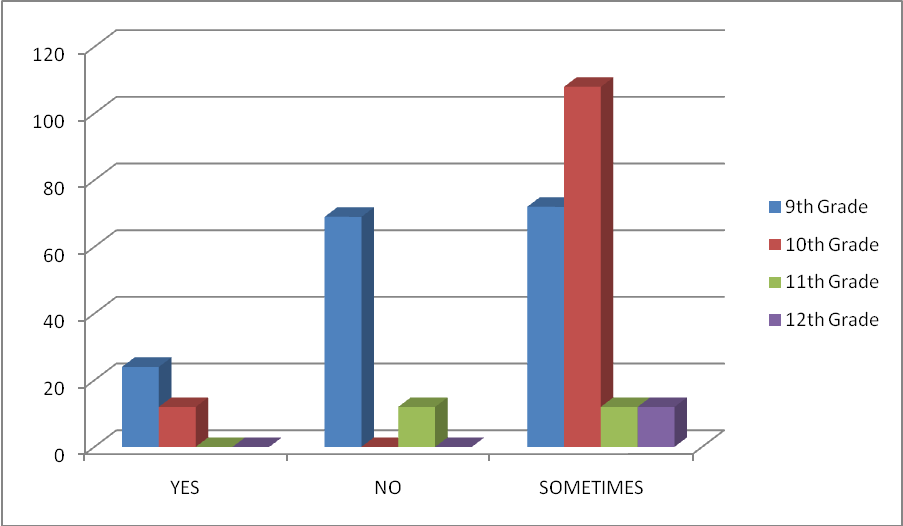 120
100
80
60
40
20
0
YES NO SOMETIMES
9th Grade
10th Grade
11th Grade
12th Grade